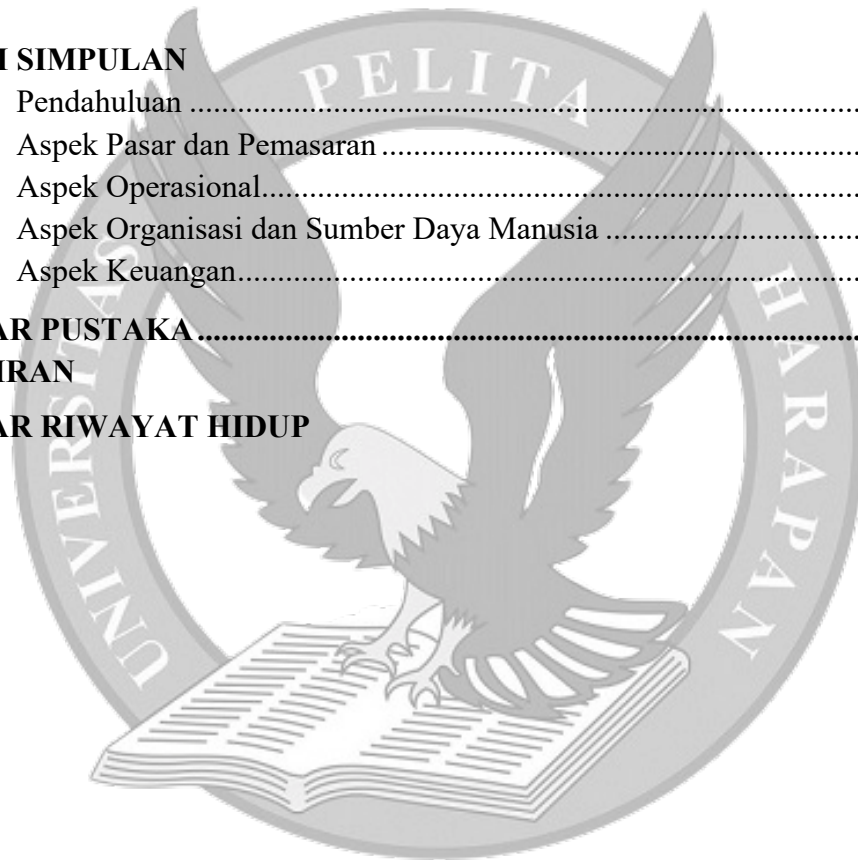 I SIMPULAN
Pendahuluan
Aspek Pasar dan Pemasaran
Aspek Operasional
Aspek Organisasi dan Sumber Daya Manusia
Aspek Keuangan
AR PUSTAKA
IRAN
AR RIWAYAT HIDUP
UNIVERSITAS PELITA HARAPAN